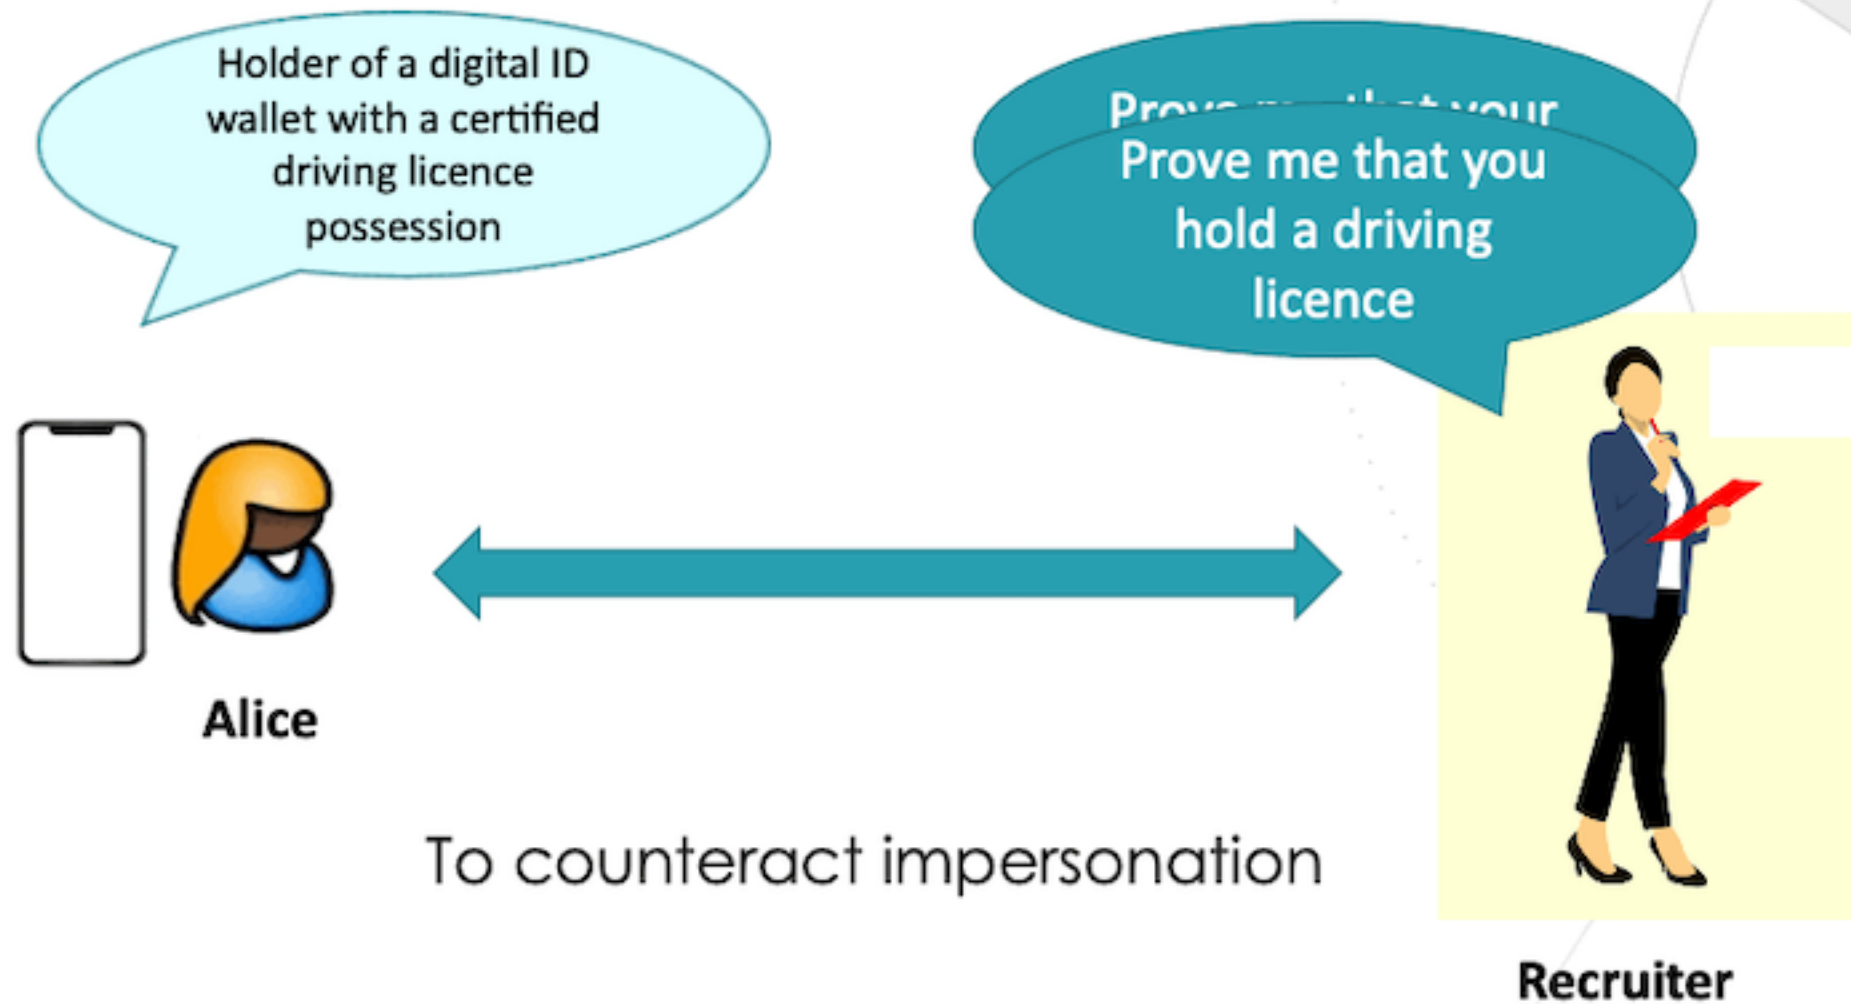 Holder of a digital ID
wallet with a certified
driving licence
possession
your
Prove me that you
hold a driving
licence
Alice
To counteract impersonation
Recruiter